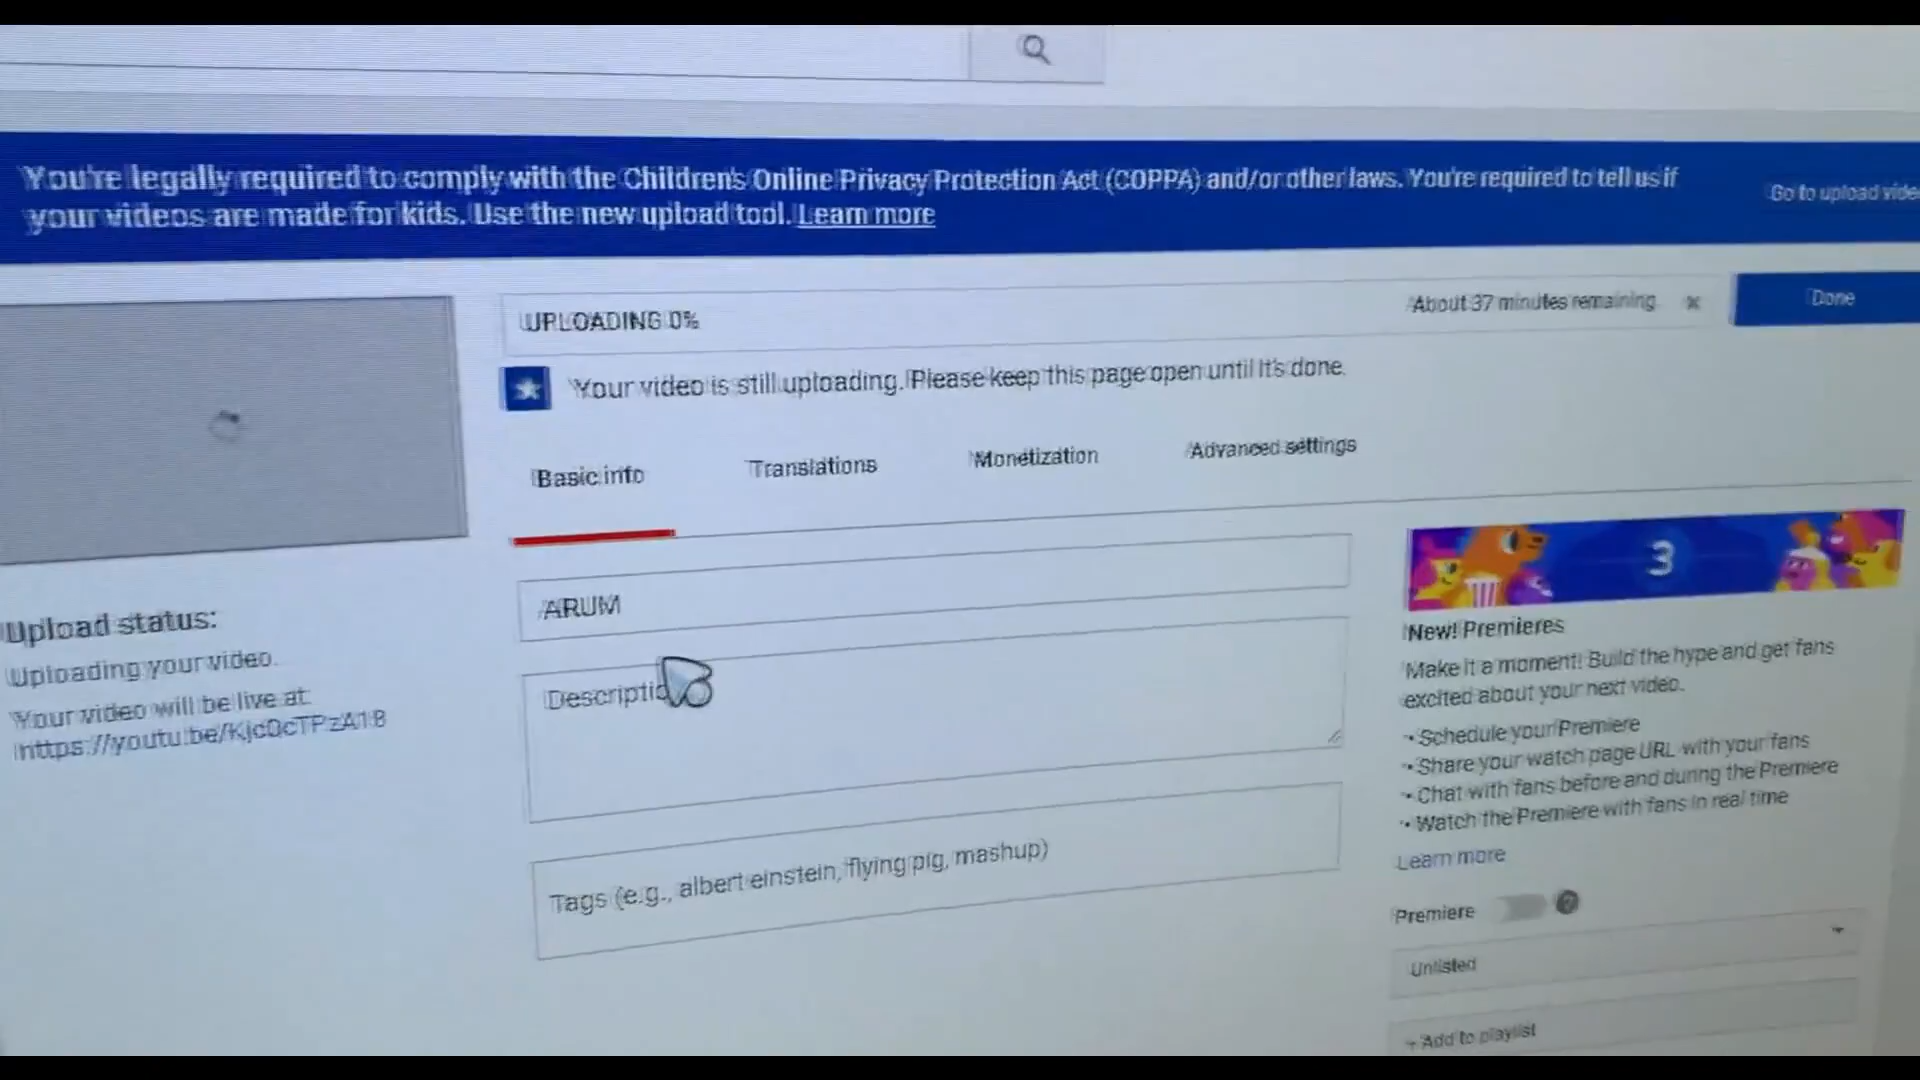 You're legally required to comply with the Children's Online Privacy Protection Act (COPPA) and/or other laws. You're required to tell us if
your videos are made for kids. Use the new upload tool. Learn more
Go to upload
UPLOADING 0%
About 37 minutes remaining
Done
Your video is still uploading. Please keep this page open until it's done.
Basic info
Translations
Monetization
Advanced settings
ARUM
Description
Tags (e.g., albert einstein, flying pig, mashup)
Upload status:
Uploading your video.
Your video will be live at:
3
New! Premieres
Make it a moment! Build the hype and get fans
excited about your next video.
• Schedule your Premiere
• Share your watch page URL with your fans
• Chat with fans before and during the Premiere
• Watch the Premiere with fans in real time
Learn more
Premiere
Unlisted
+ Add to playlist